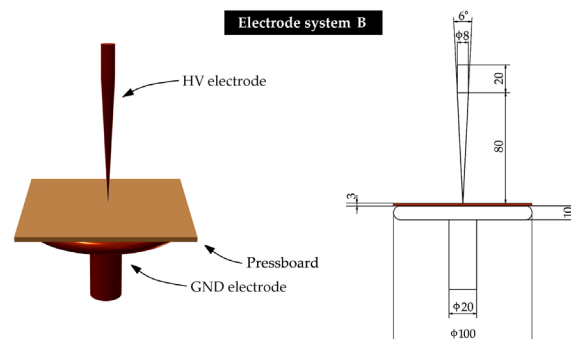 Electrode system B
HV electrode
Pressboard
GND electrode
6°
ϕ8
20
80
3
10
ϕ20
ϕ100